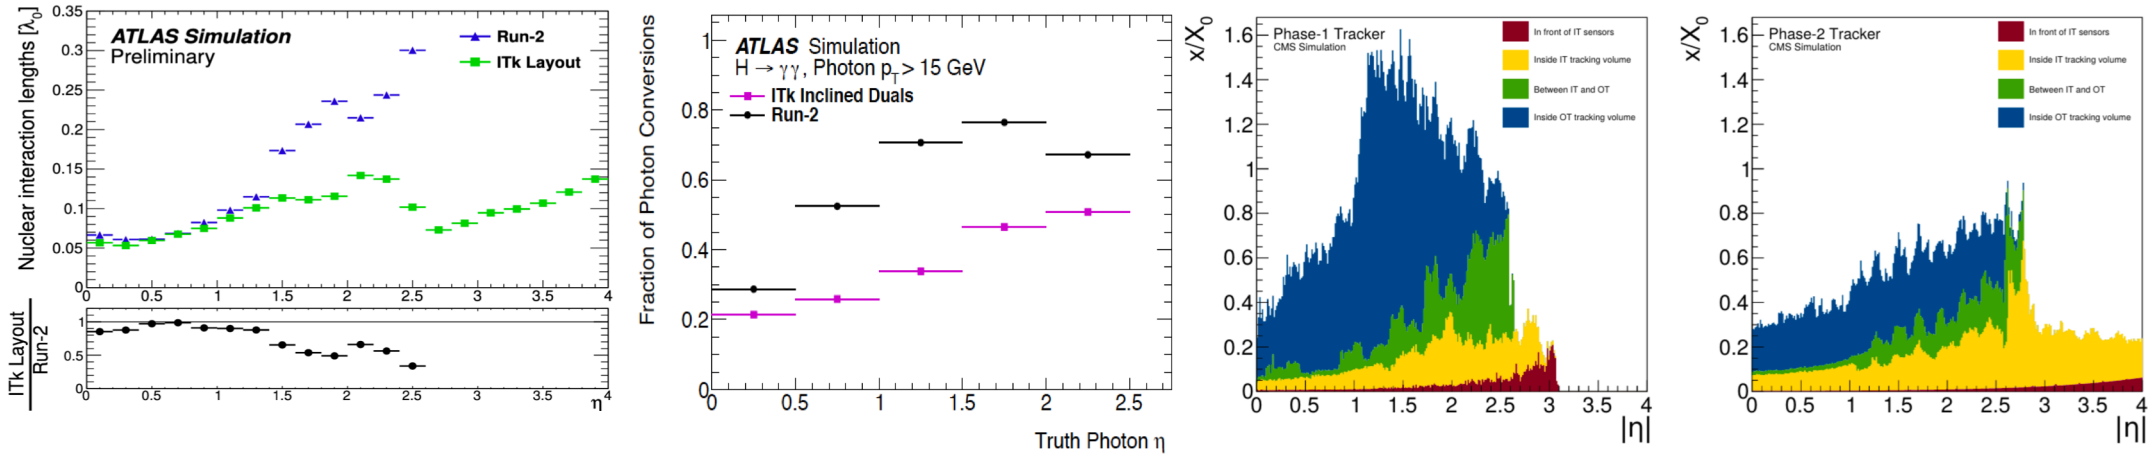 Nuclear interaction lengths [λ₀]
0.35
0.3
0.25
0.2
0.15
0.1
0.05
0
ATLAS Simulation
Preliminary
Run-2
ITk Layout
0 0.5 1 1.5 2 2.5 3 3.5 4
ITk Layout
Run-2
1
0.5
0
0 0.5 1 1.5 2 2.5 3 3.5 4
η
Fraction of Photon Conversions
1
0.8
0.6
0.4
0.2
0
ATLAS Simulation
H → γγ, Photon p_T > 15 GeV
ITk Inclined Duals
Run-2
0 0.5 1 1.5 2 2.5
Truth Photon η
x/X₀
1.6
1.4
1.2
1
0.8
0.6
0.4
0.2
0
Phase-1 Tracker
CMS Simulation
In front of IT sensors
Inside IT tracking volume
Between IT and OT
Inside OT tracking volume
0 0.5 1 1.5 2 2.5 3 3.5 4
|η|
x/X₀
1.6
1.4
1.2
1
0.8
0.6
0.4
0.2
0
Phase-2 Tracker
CMS Simulation
In front of IT sensors
Inside IT tracking volume
Between IT and OT
Inside OT tracking volume
0 0.5 1 1.5 2 2.5 3 3.5 4
|η|